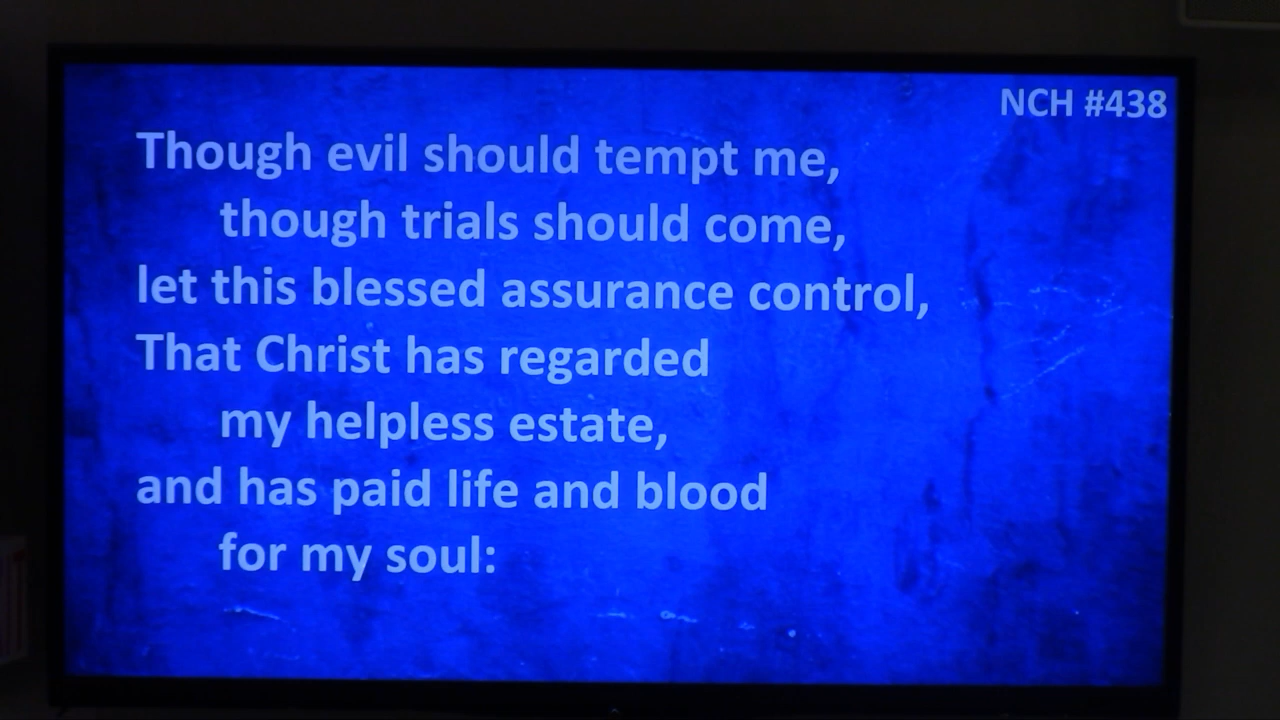 NCH #438
Though evil should tempt me,
though trials should come,
let this blessed assurance control,
That Christ has regarded
my helpless estate,
and has paid life and blood
for my soul: